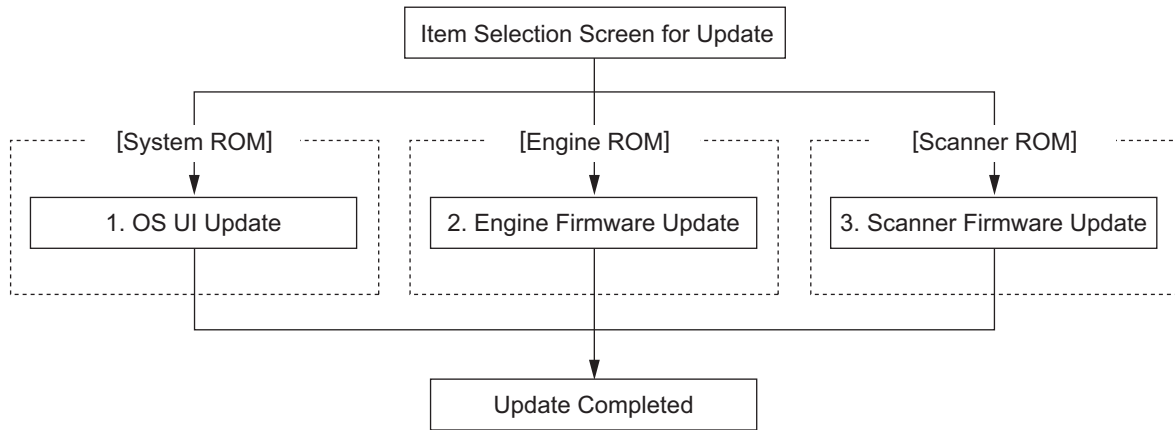 Item Selection Screen for Update
[System ROM]
[Engine ROM]
[Scanner ROM]
1. OS UI Update
2. Engine Firmware Update
3. Scanner Firmware Update
Update Completed